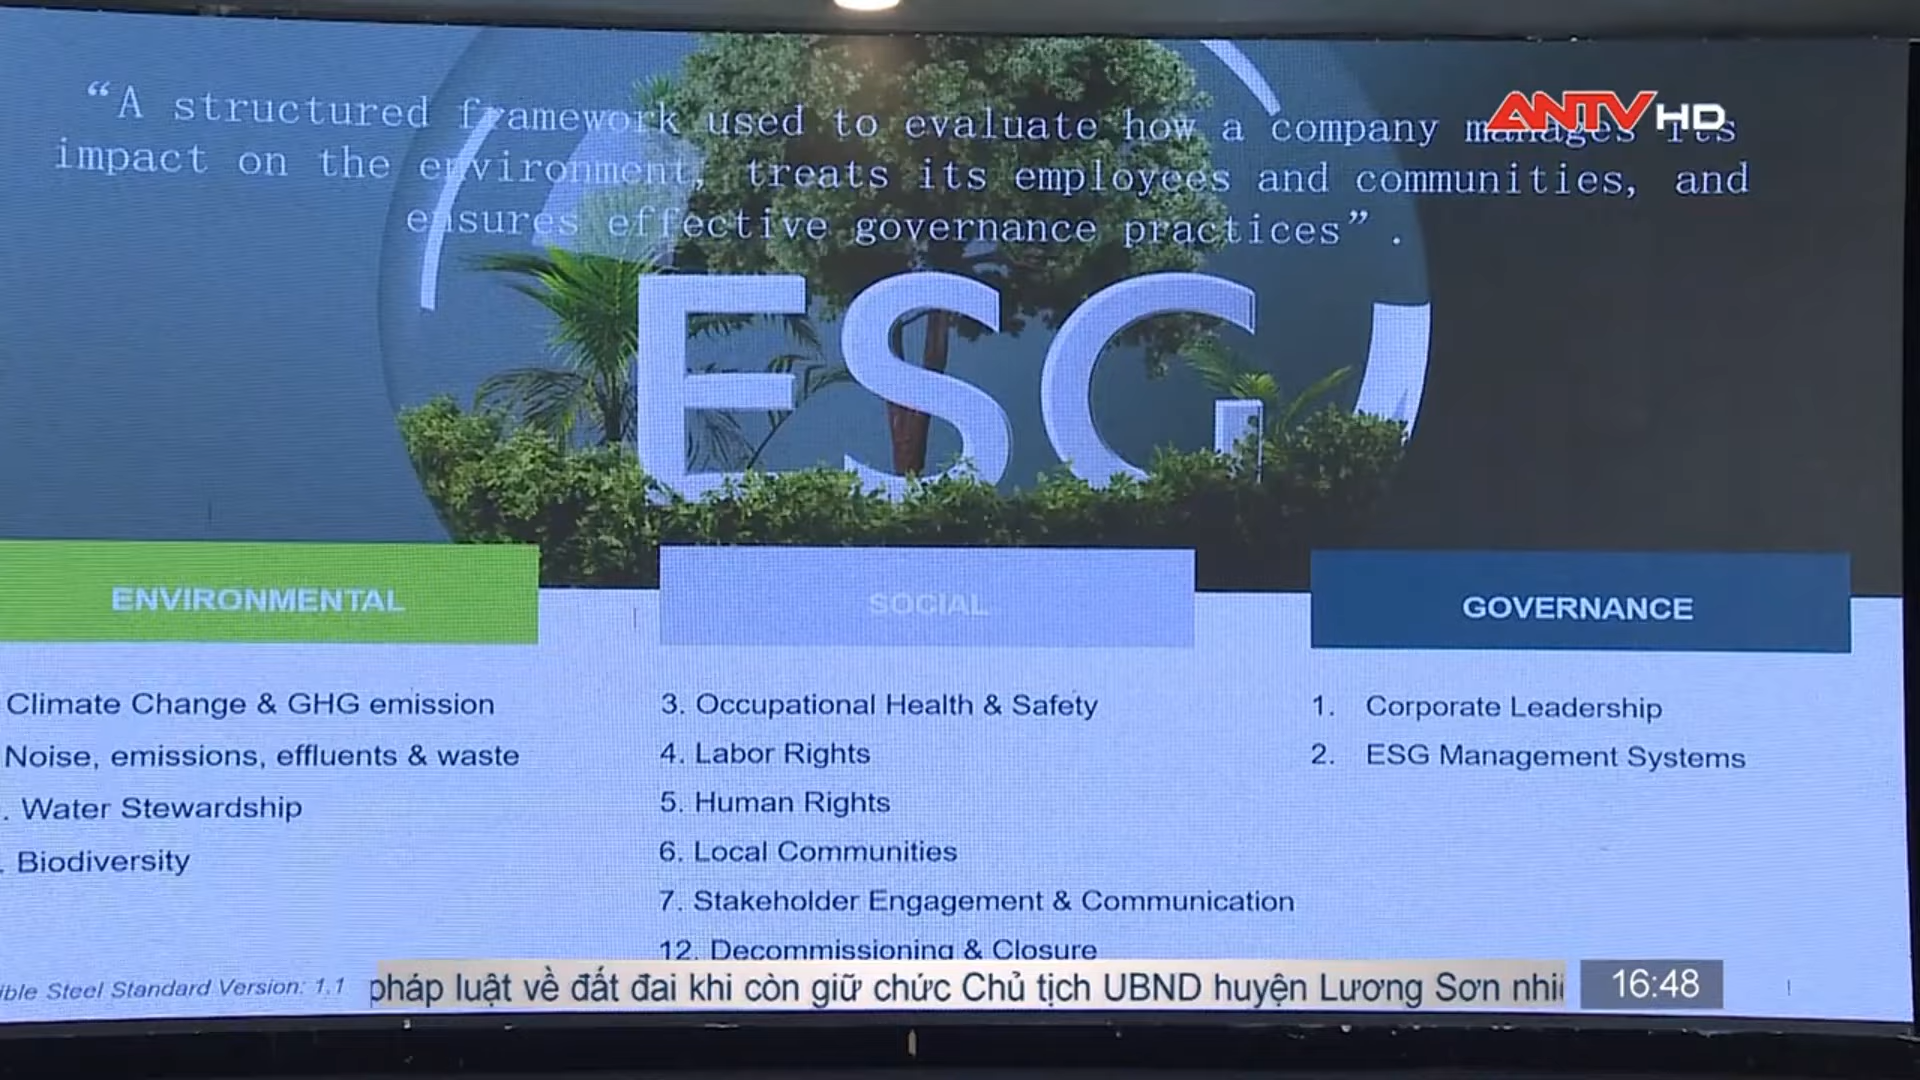 “A structured framework used to evaluate how a company manages its
impact on the environment, treats its employees and communities, and
ensures effective governance practices”.
ANTV HD
ESG
ENVIRONMENTAL
Climate Change & GHG emission
Noise, emissions, effluents & waste
. Water Stewardship
. Biodiversity
SOCIAL
3. Occupational Health & Safety
4. Labor Rights
5. Human Rights
6. Local Communities
7. Stakeholder Engagement & Communication
12. Decommissioning & Closure
GOVERNANCE
1. Corporate Leadership
2. ESG Management Systems
Steel Standard Version: 1.1
pháp luật về đất đai khi còn giữ chức Chủ tịch UBND huyện Lương Sơn
16:48